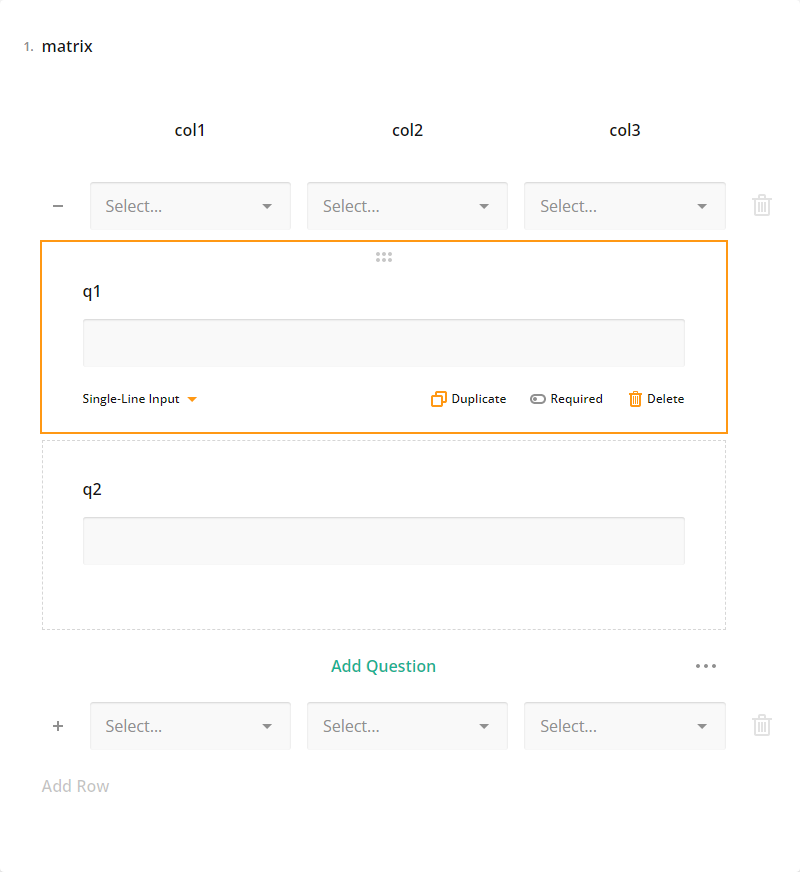 1. matrix
col1 col2 col3
Select... Select... Select...
q1
Single-Line Input Duplicate Required Delete
q2
Add Question
Select... Select... Select...
Add Row